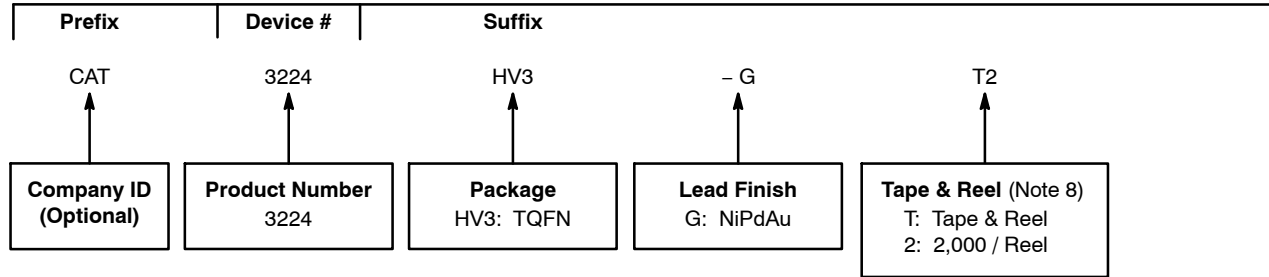 Prefix Device # Suffix
CAT 3224 HV3 – G T2
Company ID
(Optional)
Product Number
3224
Package
HV3: TQFN
Lead Finish
G: NiPdAu
Tape & Reel (Note 8)
T: Tape & Reel
2: 2,000 / Reel